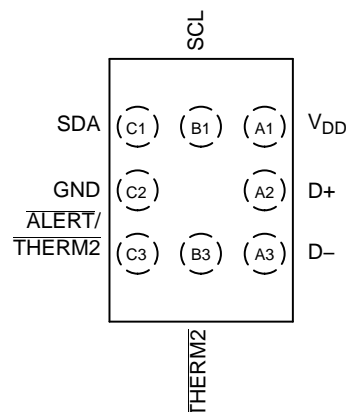 SCL
SDA C1 B1 A1 VDD
GND C2 A2 D+
ALERT/
THERM2 C3 B3 A3 D−
THERM2